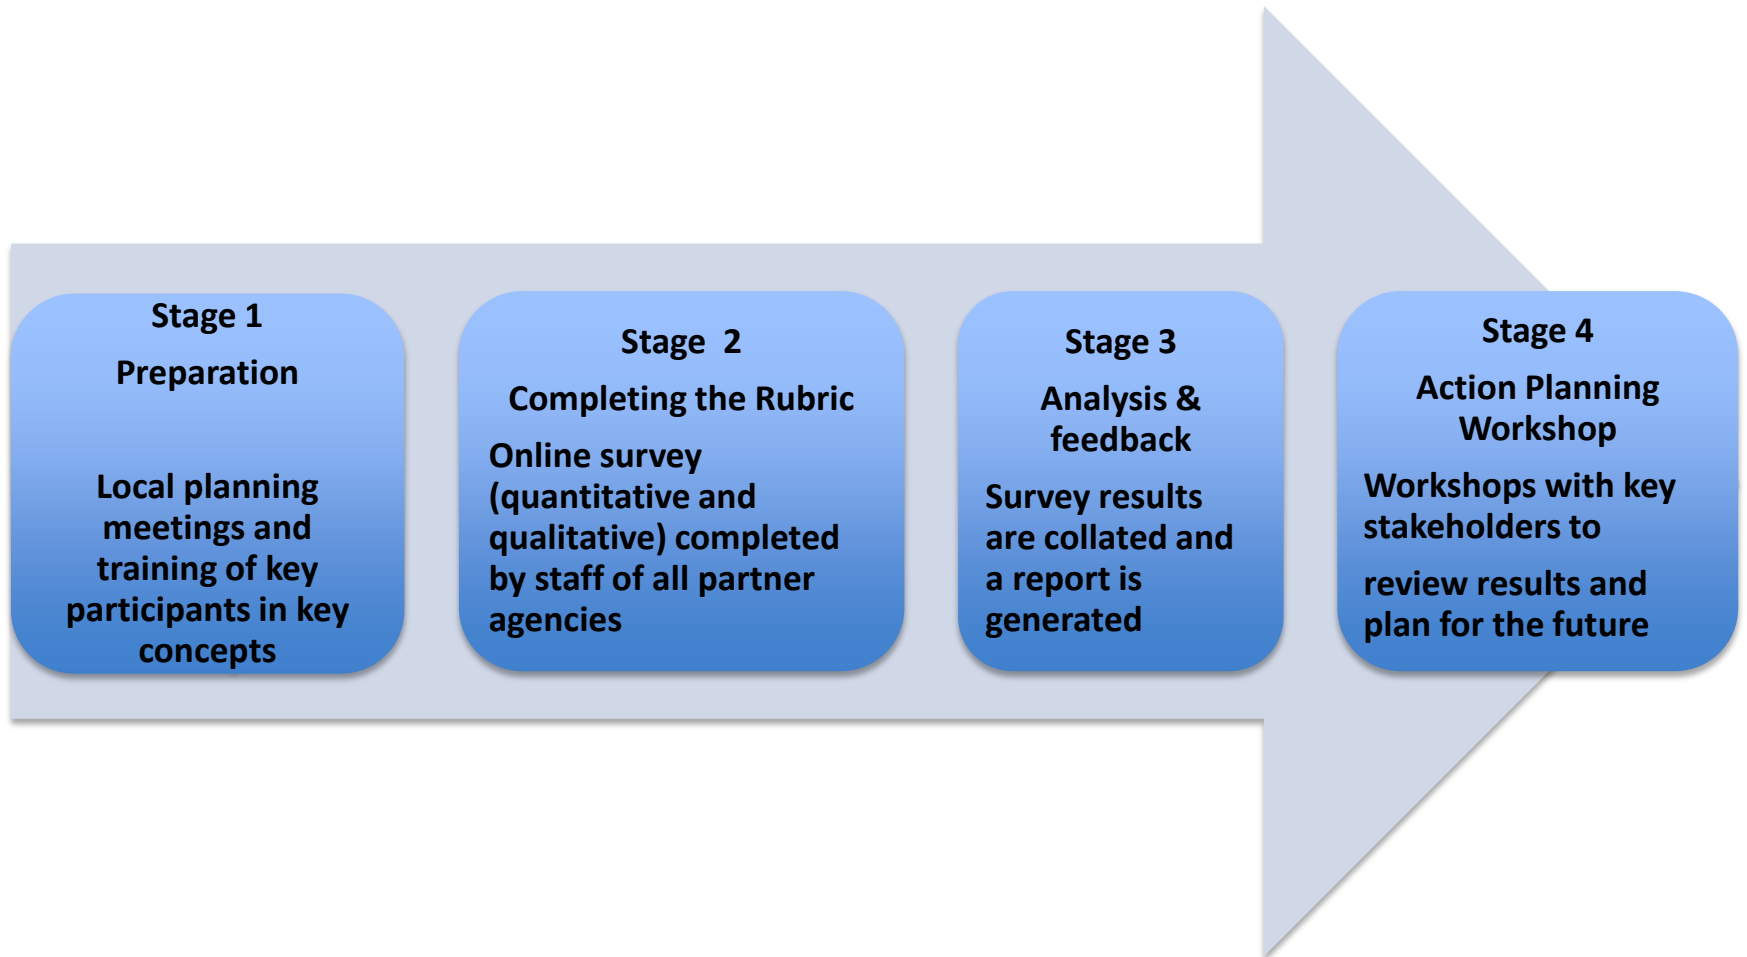 Stage 1
Preparation
Local planning
meetings and
training of key
participants in key
concepts
Stage  2
Completing the Rubric
Online survey
(quantitative and
qualitative) completed
by staff of all partner
agencies
Stage 3
Analysis &
feedback
Survey results
are collated and
a report is
generated
Stage 4
Action Planning
Workshop
Workshops with key
stakeholders to
review results and
plan for the future